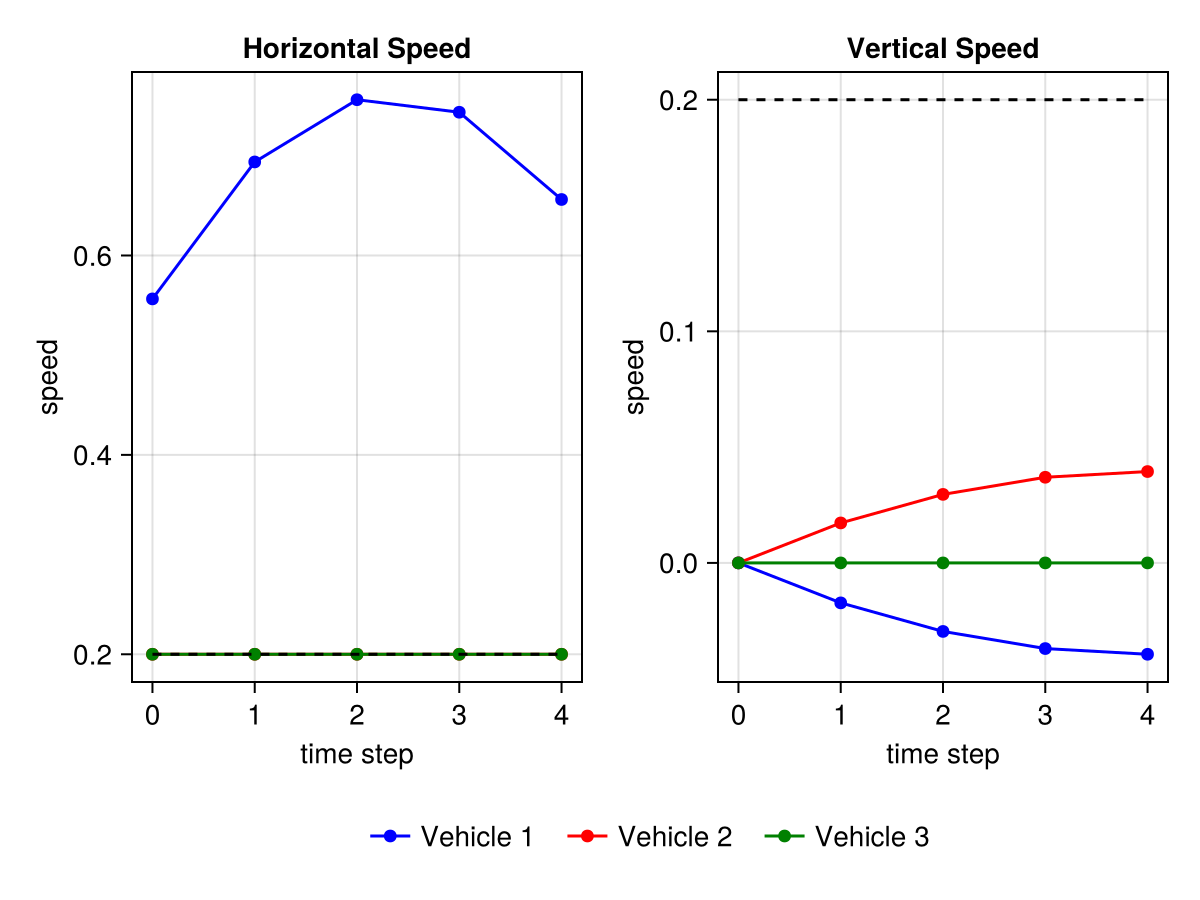 Horizontal Speed
speed
0.6
0.4
0.2
0 1 2 3 4
time step
Vertical Speed
speed
0.2
0.1
0.0
0 1 2 3 4
time step
Vehicle 1 Vehicle 2 Vehicle 3